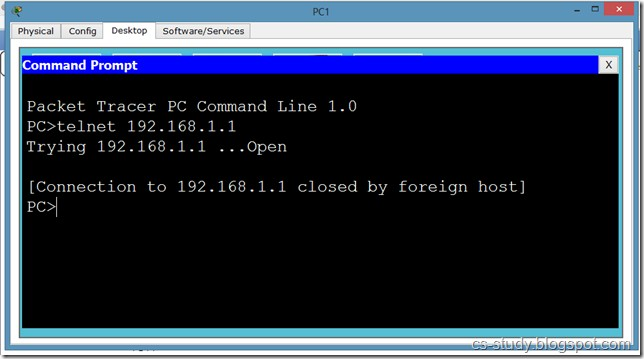 PC1
Physical Config Desktop Software/Services
Command Prompt X
Packet Tracer PC Command Line 1.0
PC>telnet 192.168.1.1
Trying 192.168.1.1 ...Open
[Connection to 192.168.1.1 closed by foreign host]
PC>
cs-study.blogspot.com